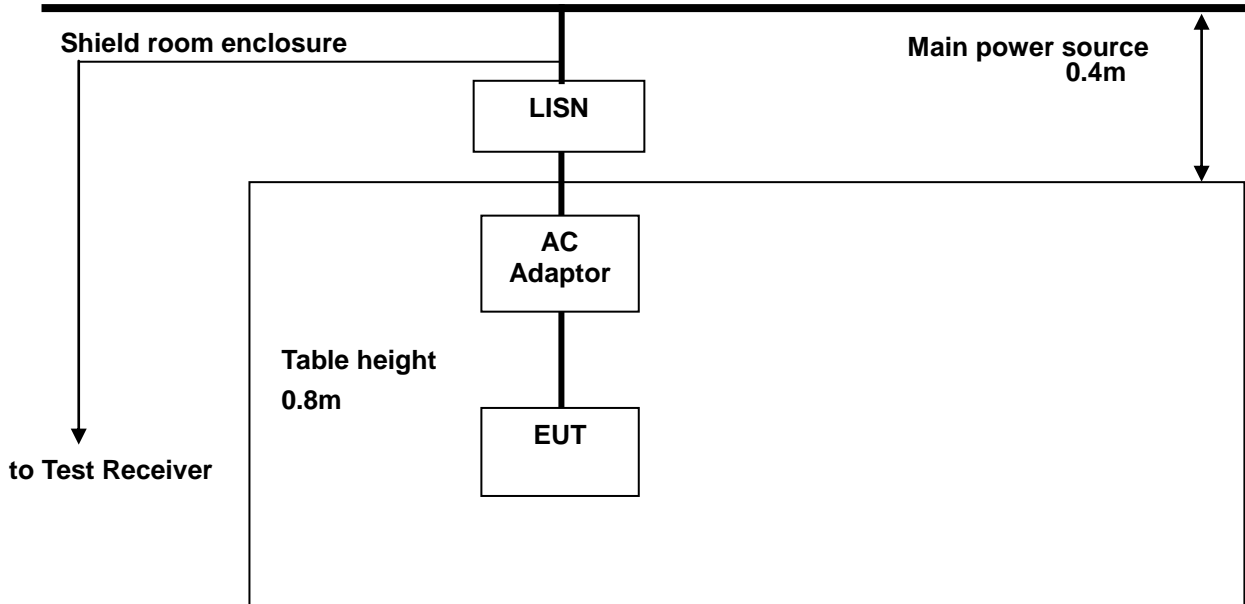 Shield room enclosure
Main power source
0.4m
LISN
AC
Adaptor
Table height
0.8m
EUT
to Test Receiver